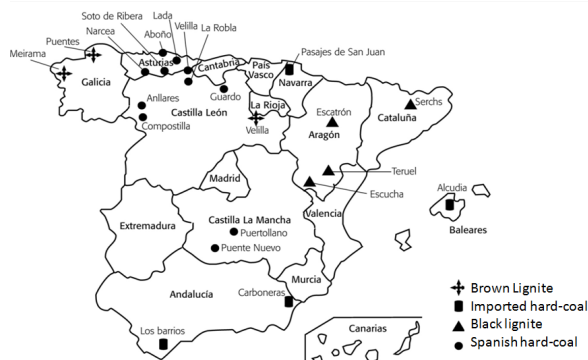 Soto de Ribera
Lada
Velilla
La Robla
Narcea
Aboño
Puentes
Meirama
Asturias
Cantabria
País
Vasco
Pasajes de San Juan
Galicia
Navarra
Anllares
Guardo
La Rioja
Castilla León
Compostilla
Velilla
Escatrón
Aragón
Serchs
Cataluña
Teruel
Escucha
Madrid
Valencia
Alcudia
Baleares
Extremadura
Castilla La Mancha
Puertollano
Puente Nuevo
Murcia
Andalucía
Carboneras
Los barrios
Canarias
Brown Lignite
Imported hard-coal
Black lignite
Spanish hard-coal